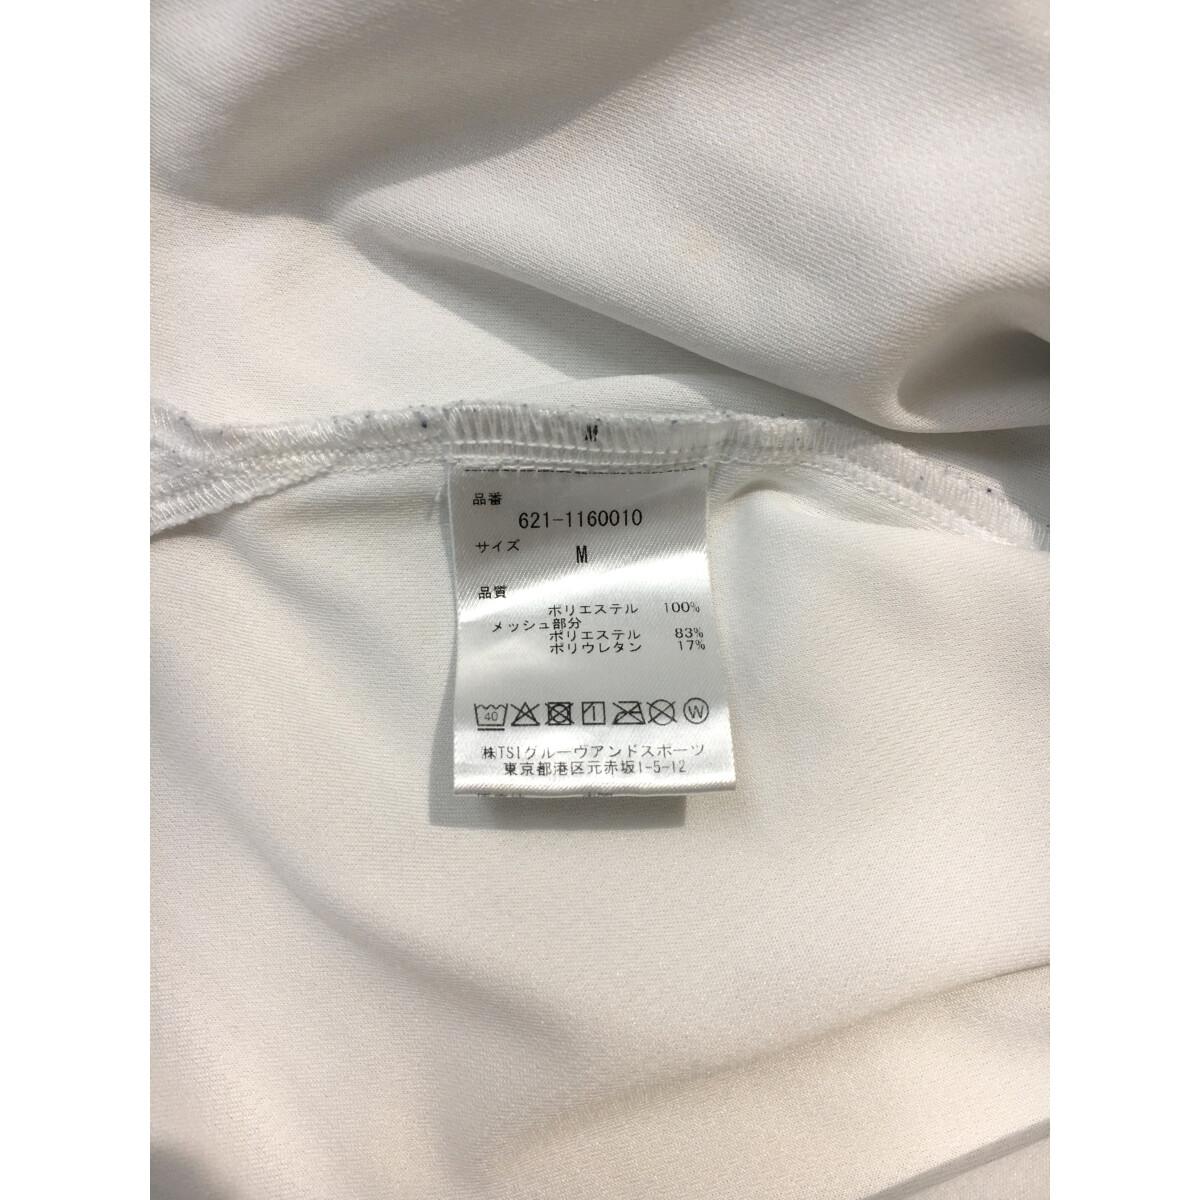 M
品番
621-1160010
サイズ
M
品質
ポリエステル 100%
メッシュ部分
ポリエステル 83%
ポリウレタン 17%
40 W
㈱TSIグルーヴアンドスポーツ
東京都港区元赤坂1-5-12